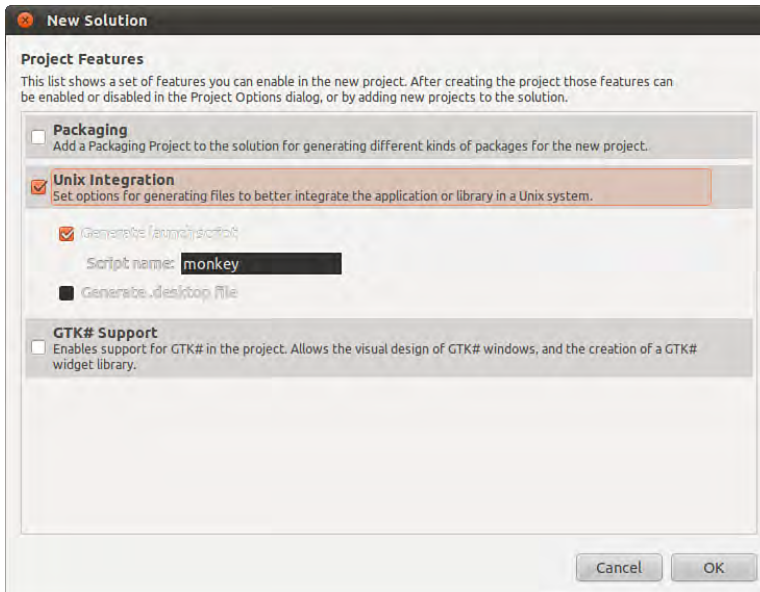 New Solution
Project Features
This list shows a set of features you can enable in the new project. After creating the project those features can
be enabled or disabled in the Project Options dialog, or by adding new projects to the solution.
Packaging
Add a Packaging Project to the solution for generating different kinds of packages for the new project.
Unix Integration
Set options for generating files to better integrate the application or library in a Unix system.
Generate launch script
Script name: monkey
Generate .desktop file
GTK# Support
Enables support for GTK# in the project. Allows the visual design of GTK# windows, and the creation of a GTK#
widget library.
Cancel OK